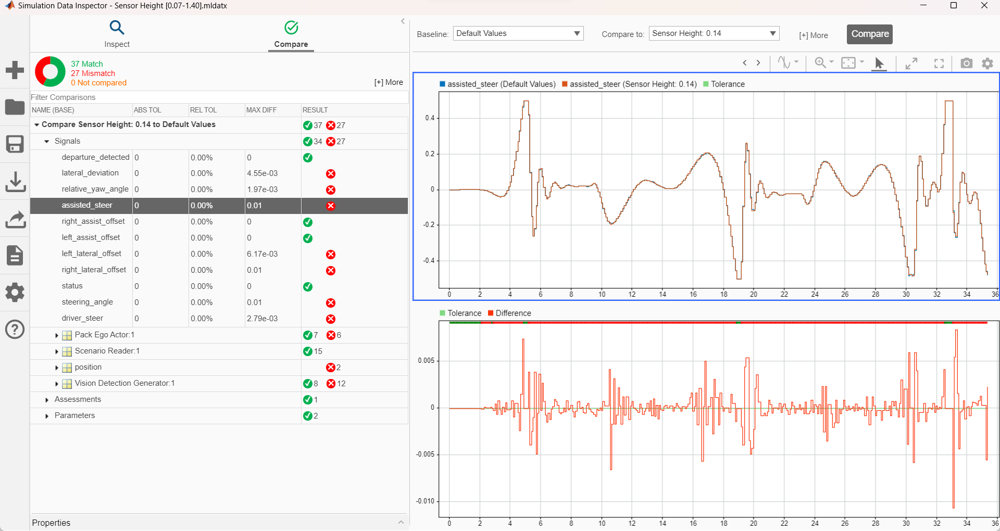 Simulation Data Inspector - Sensor Height [0.07-1.40].mldatx
Inspect
Compare
37 Match
27 Mismatch
0 Not compared
[+] More
Filter Comparisons
NAME (BASE) ABS TOL REL TOL MAX DIFF RESULT
Compare Sensor Height: 0.14 to Default Values 37 27
Signals 34 27
departure_detected 0 0.00% 0
lateral_deviation 0 0.00% 4.55e-03
relative_yaw_angle 0 0.00% 1.97e-03
assisted_steer 0 0.00% 0.01
right_assist_offset 0 0.00% 0
left_assist_offset 0 0.00% 0
left_lateral_offset 0 0.00% 6.17e-03
right_lateral_offset 0 0.00% 0.01
status 0 0.00% 0
steering_angle 0 0.00% 0.01
driver_steer 0 0.00% 2.79e-03
Pack Ego Actor:1 7 6
Scenario Reader:1 15
position 2
Vision Detection Generator:1 8 12
Assessments 1
Parameters 2
Properties
Baseline: Default Values Compare to: Sensor Height: 0.14 [+] More Compare
assisted_steer (Default Values) assisted_steer (Sensor Height: 0.14) Tolerance
0.4
0.2
0
-0.2
-0.4
0 2 4 6 8 10 12 14 16 18 20 22 24 26 28 30 32 34 36
Tolerance Difference
0.005
0
-0.005
-0.010
0 2 4 6 8 10 12 14 16 18 20 22 24 26 28 30 32 34 36